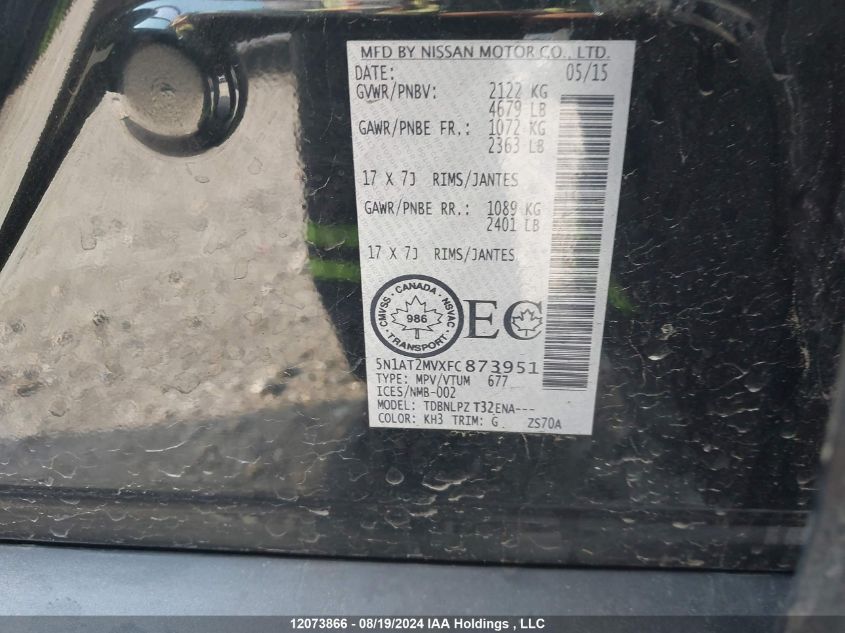 MFD BY NISSAN MOTOR CO., LTD.
DATE: 05/15
GVWR/PNBV: 2122 KG
4679 LB
GAWR/PNBE FR.: 1072 KG
2363 LB
17 X 7J RIMS/JANTES
GAWR/PNBE RR.: 1089 KG
2401 LB
17 X 7J RIMS/JANTES
CANADA
CMVSS · NSVAC
986
TRANSPORT
EC
5N1AT2MVXFC873951
TYPE: MPV/VTUM 677
ICES/NMB-002
MODEL: TDBNLPZ T32ENA---
COLOR: KH3 TRIM: G ZS70A
12073866 - 08/19/2024 IAA Holdings , LLC